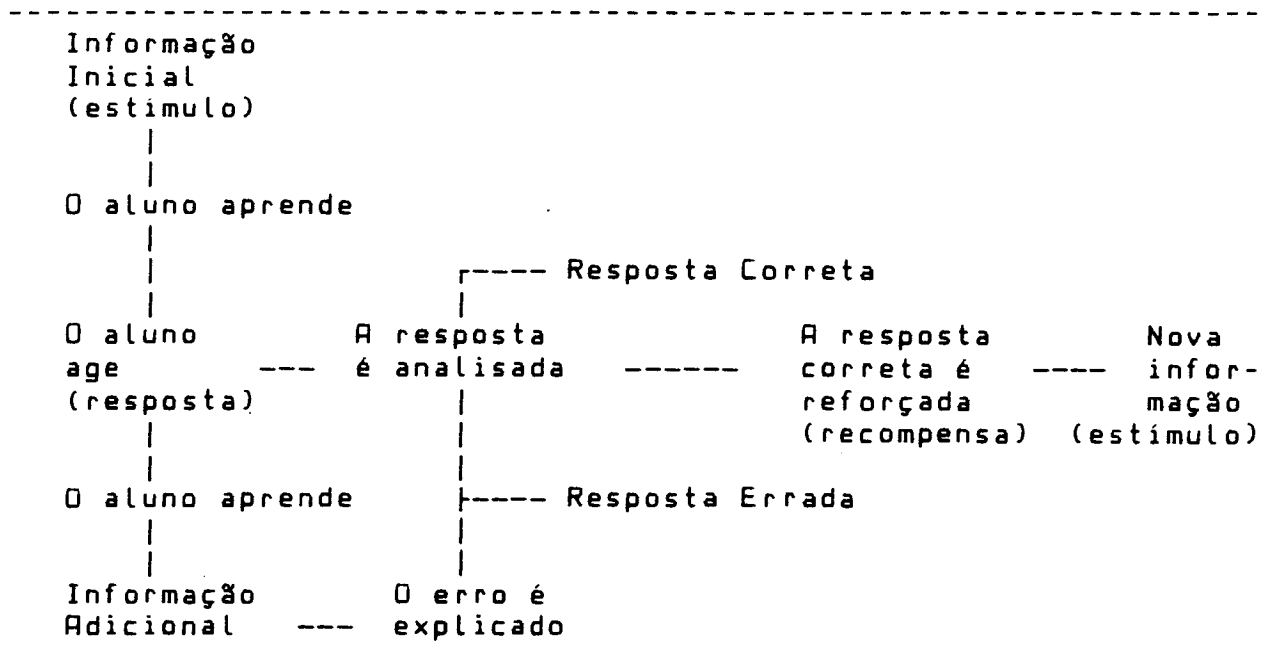 Informação
Inicial
(estímulo)
O aluno aprende
Resposta Correta
O aluno A resposta A resposta Nova
age --- é analisada ------ correta é ---- infor-
(resposta) reforçada mação
(recompensa) (estímulo)
O aluno aprende Resposta Errada
Informação O erro é
Adicional --- explicado